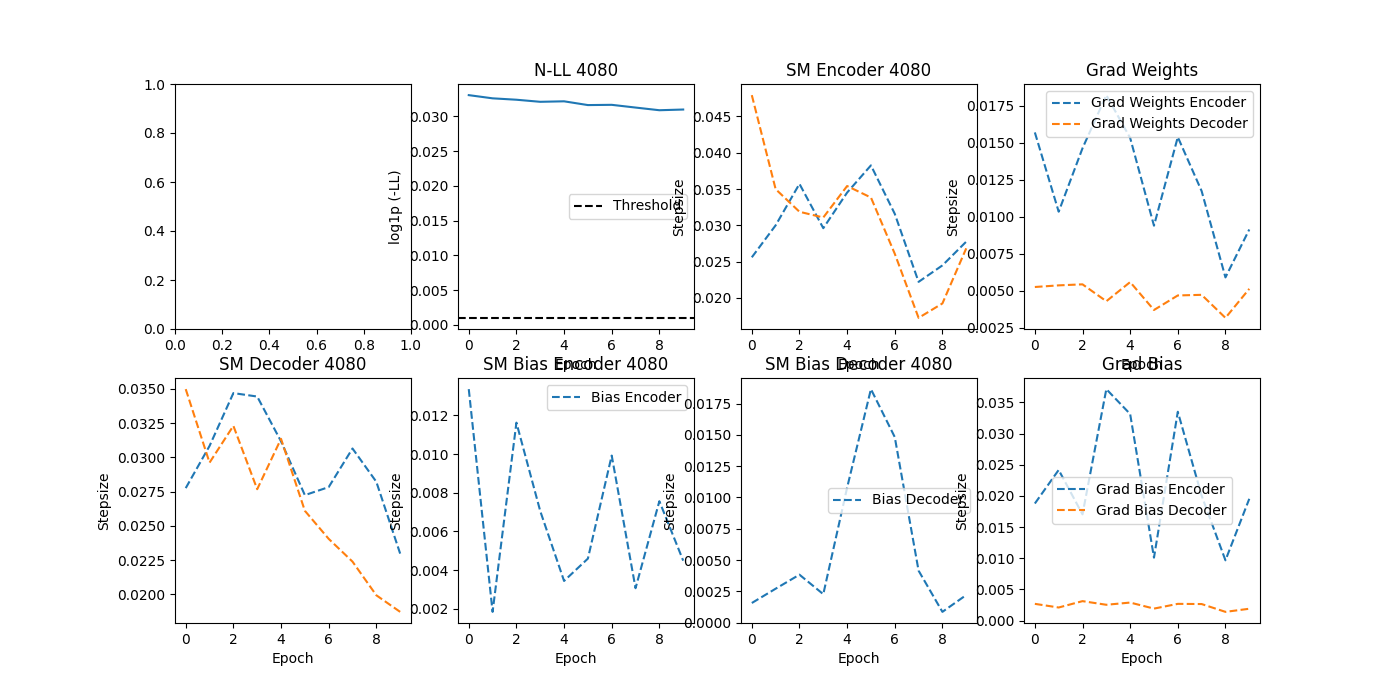 1.0
0.8
0.6
0.4
0.2
0.0
0.0 0.2 0.4 0.6 0.8 1.0
N-LL 4080
log1p (-LL)
0.030
0.025
0.020
0.015
0.010
0.005
0.000
Threshold
0 2 4 6 8
Epoch
SM Encoder 4080
Stepsize
0.045
0.040
0.035
0.030
0.025
0.020
0 2 4 6 8
Epoch
Grad Weights
Stepsize
0.0175
0.0150
0.0125
0.0100
0.0075
0.0050
0.0025
Grad Weights Encoder
Grad Weights Decoder
0 2 4 6 8
Epoch
SM Decoder 4080
Stepsize
0.0350
0.0325
0.0300
0.0275
0.0250
0.0225
0.0200
0 2 4 6 8
Epoch
SM Bias Encoder 4080
Stepsize
0.012
0.010
0.008
0.006
0.004
0.002
Bias Encoder
0 2 4 6 8
Epoch
SM Bias Decoder 4080
Stepsize
0.0175
0.0150
0.0125
0.0100
0.0075
0.0050
0.0025
0.0000
Bias Decoder
0 2 4 6 8
Epoch
Grad Bias
Stepsize
0.035
0.030
0.025
0.020
0.015
0.010
0.005
0.000
Grad Bias Encoder
Grad Bias Decoder
0 2 4 6 8
Epoch